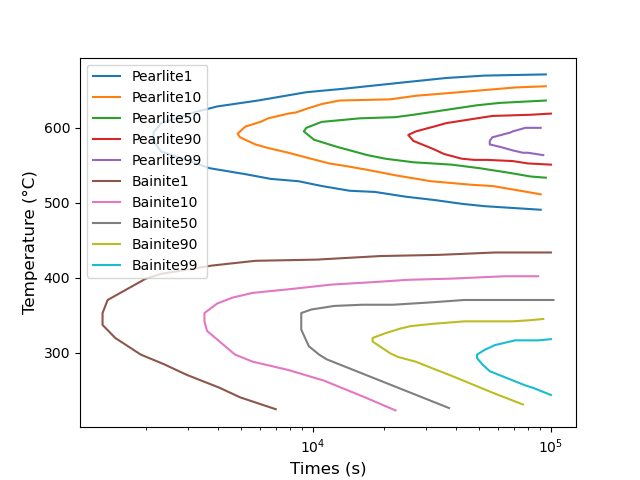 Pearlite1
Pearlite10
Pearlite50
Pearlite90
Pearlite99
Bainite1
Bainite10
Bainite50
Bainite90
Bainite99
600
500
400
300
Temperature (°C)
10⁴
10⁵
Times (s)